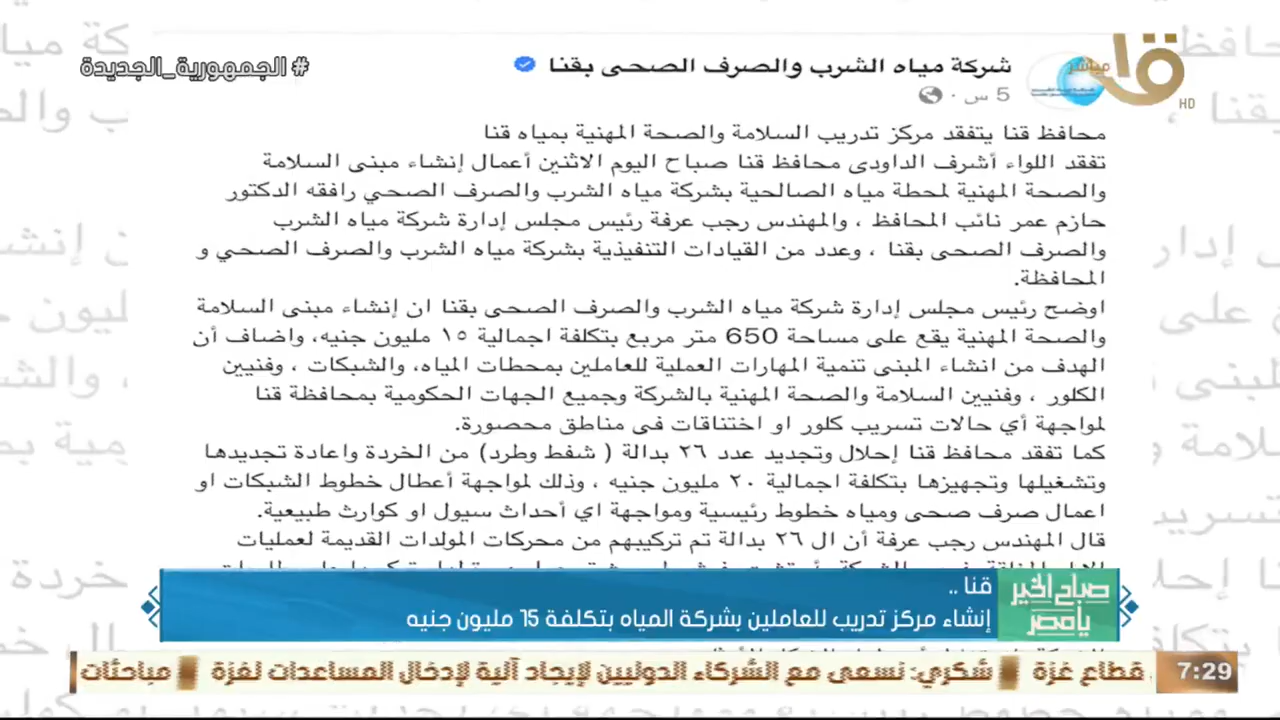 # الجمهورية_الجديدة
شركة مياه الشرب والصرف الصحى بقنا
5 س ·
مباشر
HD
محافظ قنا يتفقد مركز تدريب السلامة والصحة المهنية بمياه قنا
تفقد اللواء أشرف الداودى محافظ قنا صباح اليوم الاثنين أعمال إنشاء مبنى السلامة
والصحة المهنية لمحطة مياه الصالحية بشركة مياه الشرب والصرف الصحي رافقه الدكتور
حازم عمر نائب المحافظ ، والمهندس رجب عرفة رئيس مجلس إدارة شركة مياه الشرب
والصرف الصحى بقنا ، وعدد من القيادات التنفيذية بشركة مياه الشرب والصرف الصحي و
المحافظة.
اوضح رئيس مجلس إدارة شركة مياه الشرب والصرف الصحى بقنا ان إنشاء مبنى السلامة
والصحة المهنية يقع على مساحة 650 متر مربع بتكلفة اجمالية ١٥ مليون جنيه، واضاف أن
الهدف من انشاء المبنى تنمية المهارات العملية للعاملين بمحطات المياه، والشبكات ، وفنيين
الكلور ، وفنيين السلامة والصحة المهنية بالشركة وجميع الجهات الحكومية بمحافظة قنا
لمواجهة أي حالات تسريب كلور او اختناقات فى مناطق محصورة.
كما تفقد محافظ قنا إحلال وتجديد عدد ٢٦ بدالة ( شفط وطرد) من الخردة واعادة تجديدها
وتشغيلها وتجهيزها بتكلفة اجمالية ٢٠ مليون جنيه ، وذلك لمواجهة أعطال خطوط الشبكات او
اعمال صرف صحى ومياه خطوط رئيسية ومواجهة اي أحداث سيول او كوارث طبيعية.
قال المهندس رجب عرفة أن ال ٢٦ بدالة تم تركيبهم من محركات المولدات القديمة لعمليات
صباح الخير
يا مصر
قنا ..
إنشاء مركز تدريب للعاملين بشركة المياه بتكلفة 15 مليون جنيه
7:29
قطاع غزة
شكري: نسعى مع الشركاء الدوليين لإيجاد آلية لإدخال المساعدات لغزة
مباحثات